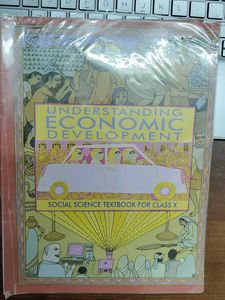 UNDERSTANDING
ECONOMIC
DEVELOPMENT
SOCIAL SCIENCE TEXTBOOK FOR CLASS X